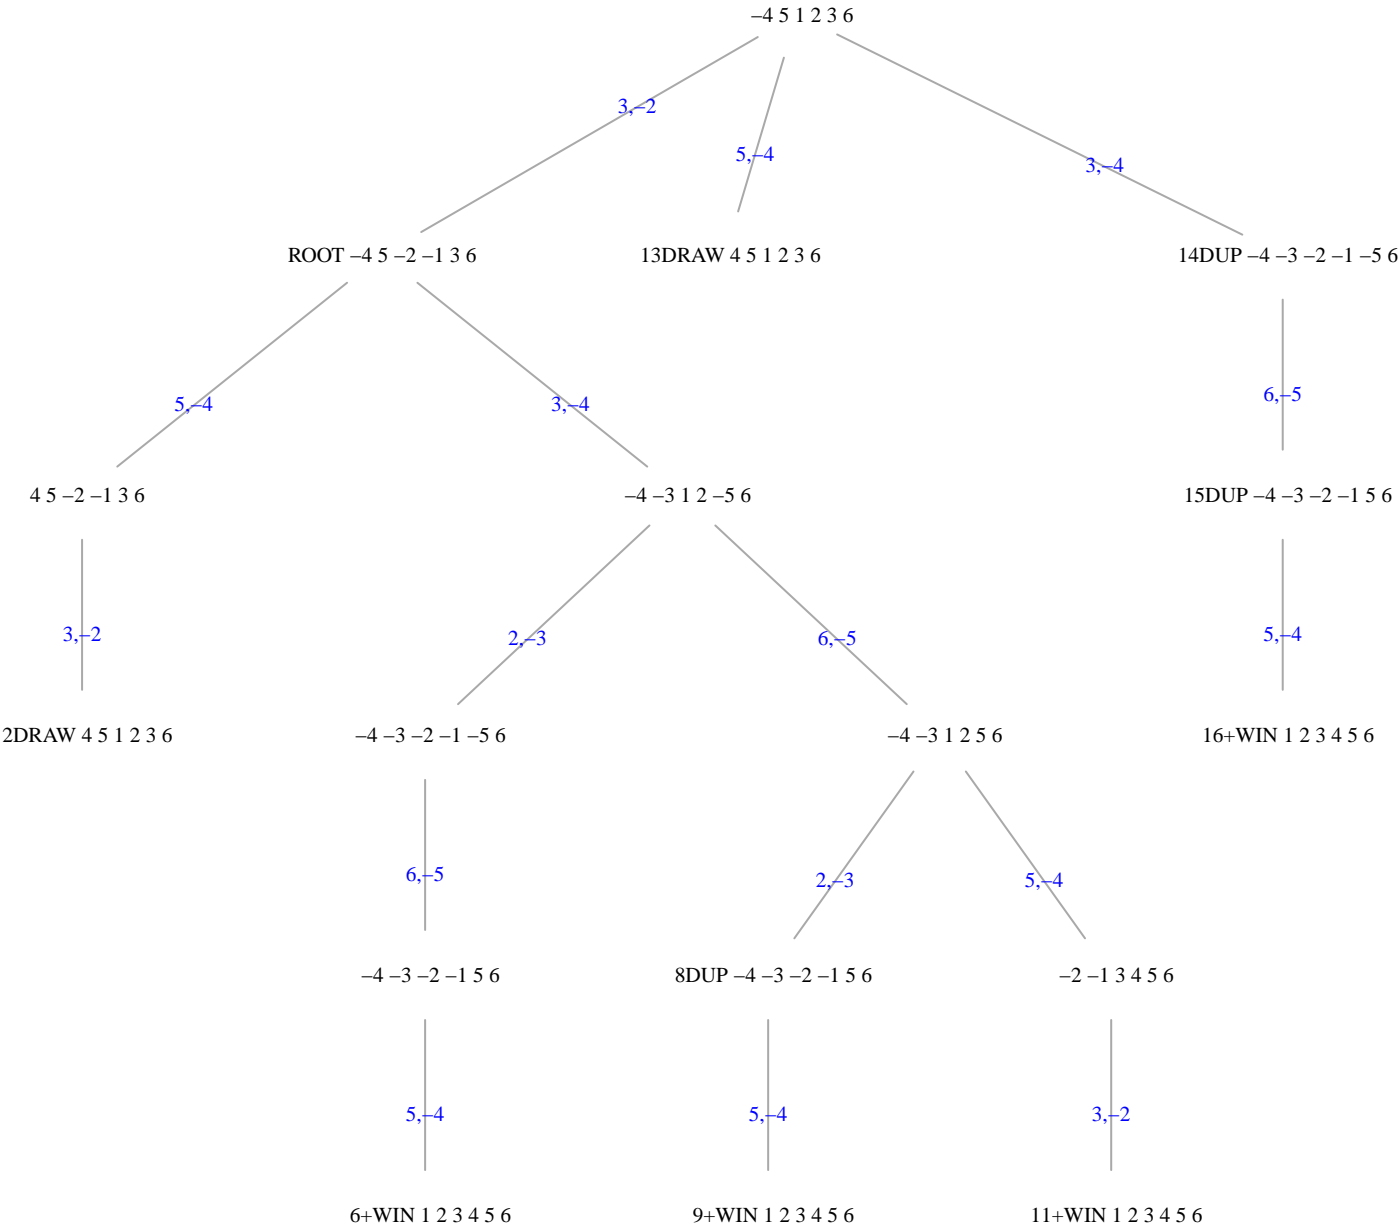 –4 5 1 2 3 6
3,–2
5,–4
3,–4
ROOT –4 5 –2 –1 3 6
13DRAW 4 5 1 2 3 6
14DUP –4 –3 –2 –1 –5 6
5,–4
3,–4
6,–5
4 5 –2 –1 3 6
–4 –3 1 2 –5 6
15DUP –4 –3 –2 –1 5 6
3,–2
2,–3
6,–5
5,–4
2DRAW 4 5 1 2 3 6
–4 –3 –2 –1 –5 6
–4 –3 1 2 5 6
16+WIN 1 2 3 4 5 6
6,–5
2,–3
5,–4
–4 –3 –2 –1 5 6
8DUP –4 –3 –2 –1 5 6
–2 –1 3 4 5 6
5,–4
5,–4
3,–2
6+WIN 1 2 3 4 5 6
9+WIN 1 2 3 4 5 6
11+WIN 1 2 3 4 5 6